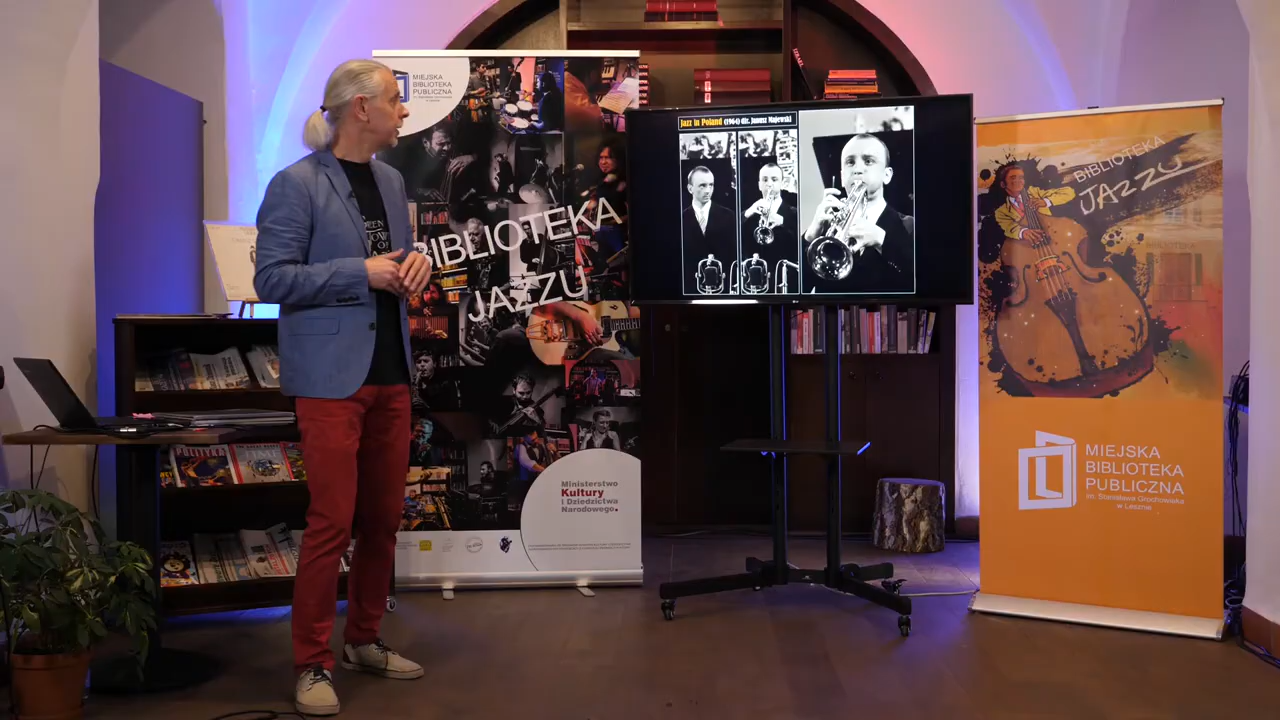 MIEJSKA
BIBLIOTEKA
PUBLICZNA
BIBLIOTEKA
JAZZU
Ministerstwo
Kultury
i Dziedzictwa
Narodowego.
Jazz in Poland (1964) dir. Janusz Majewski
BIBLIOTEKA
JAZZU
MIEJSKA
BIBLIOTEKA
PUBLICZNA
im. Stanisława Grochowiaka
w Lesznie
POLITYKA